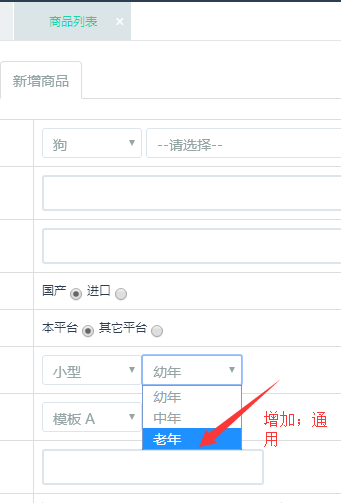 商品列表 ×
新增商品
狗 --请选择--
国产 进口
本平台 其它平台
小型 幼年
幼年
中年
模板 A
老年
增加；通
用